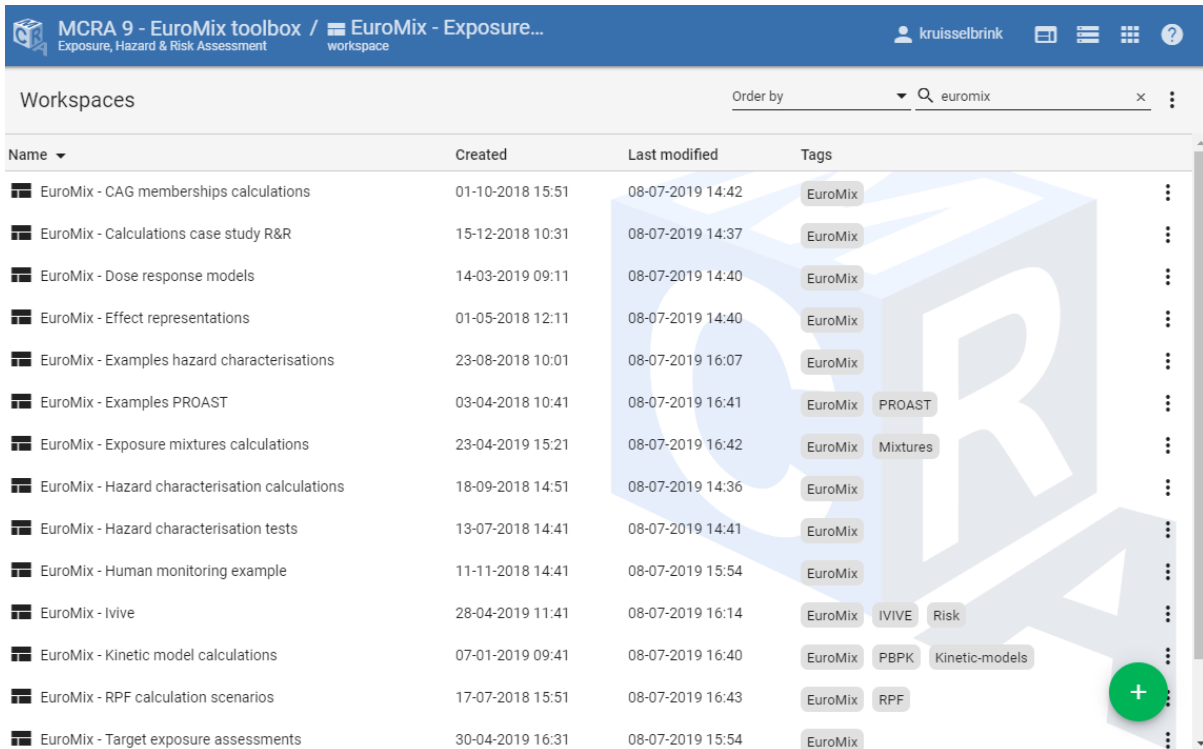 MCRA 9 - EuroMix toolbox / EuroMix - Exposure...
Exposure, Hazard & Risk Assessment workspace
kruisselbrink
Workspaces
Order by
euromix
Name Created Last modified Tags
EuroMix - CAG memberships calculations 01-10-2018 15:51 08-07-2019 14:42 EuroMix
EuroMix - Calculations case study R&R 15-12-2018 10:31 08-07-2019 14:37 EuroMix
EuroMix - Dose response models 14-03-2019 09:11 08-07-2019 14:40 EuroMix
EuroMix - Effect representations 01-05-2018 12:11 08-07-2019 14:40 EuroMix
EuroMix - Examples hazard characterisations 23-08-2018 10:01 08-07-2019 16:07 EuroMix
EuroMix - Examples PROAST 03-04-2018 10:41 08-07-2019 16:41 EuroMix PROAST
EuroMix - Exposure mixtures calculations 23-04-2019 15:21 08-07-2019 16:42 EuroMix Mixtures
EuroMix - Hazard characterisation calculations 18-09-2018 14:51 08-07-2019 14:36 EuroMix
EuroMix - Hazard characterisation tests 13-07-2018 14:41 08-07-2019 14:41 EuroMix
EuroMix - Human monitoring example 11-11-2018 14:41 08-07-2019 15:54 EuroMix
EuroMix - Ivive 28-04-2019 11:41 08-07-2019 16:14 EuroMix IVIVE Risk
EuroMix - Kinetic model calculations 07-01-2019 09:41 08-07-2019 16:40 EuroMix PBPK Kinetic-models
EuroMix - RPF calculation scenarios 17-07-2018 15:51 08-07-2019 16:43 EuroMix RPF
EuroMix - Target exposure assessments 30-04-2019 16:31 08-07-2019 15:54 EuroMix
MCRA